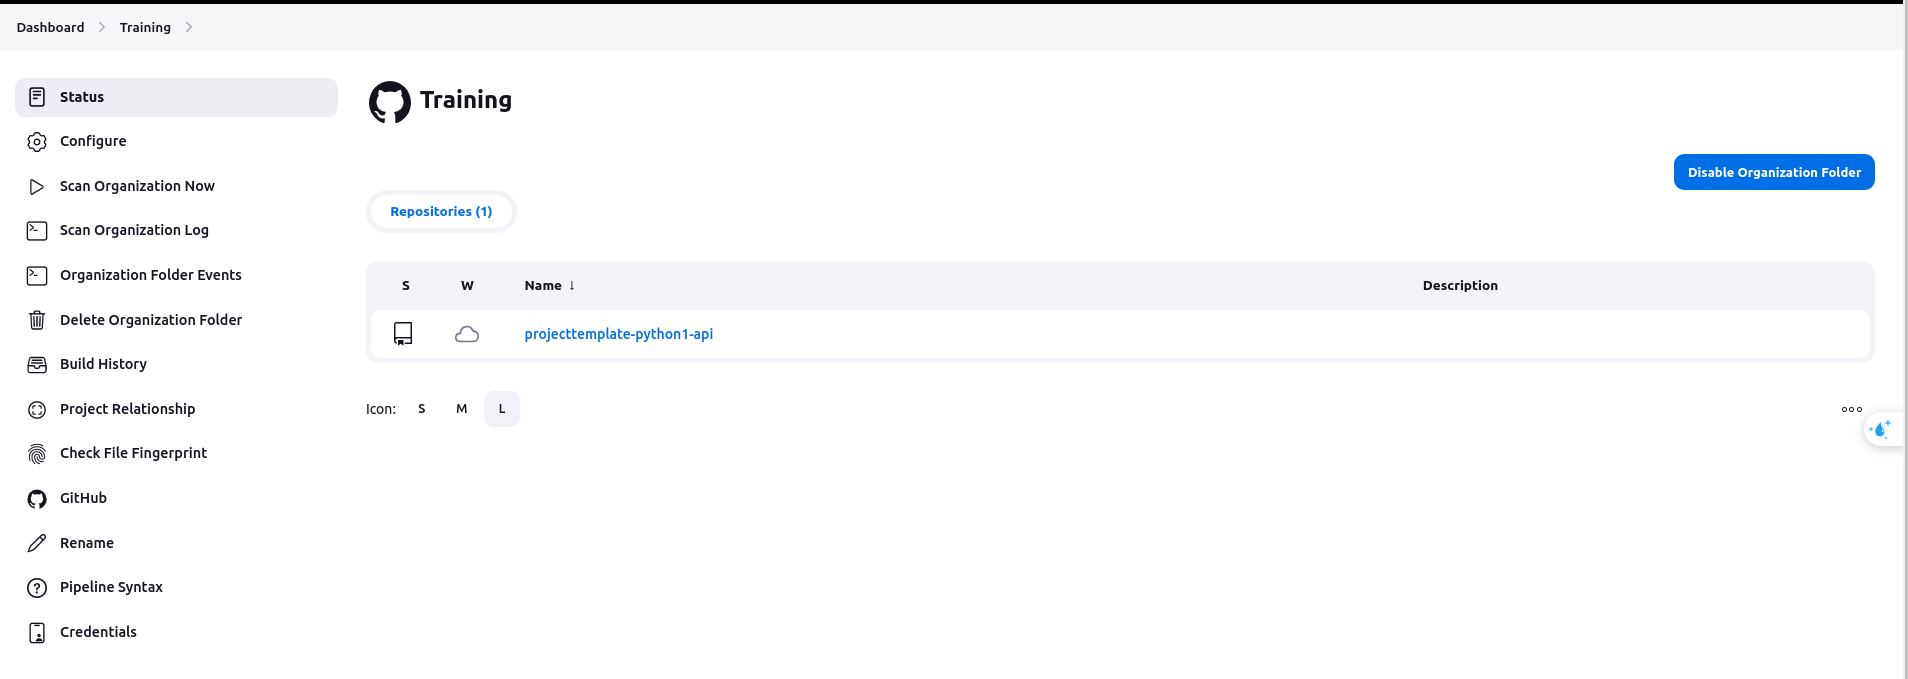 Dashboard
Training
Status
Configure
Scan Organization Now
Scan Organization Log
Organization Folder Events
Delete Organization Folder
Build History
Project Relationship
Check File Fingerprint
GitHub
Rename
Pipeline Syntax
Credentials
Training
Disable Organization Folder
Repositories (1)
S W Name ↓ Description
projecttemplate-python1-api
Icon: S M L